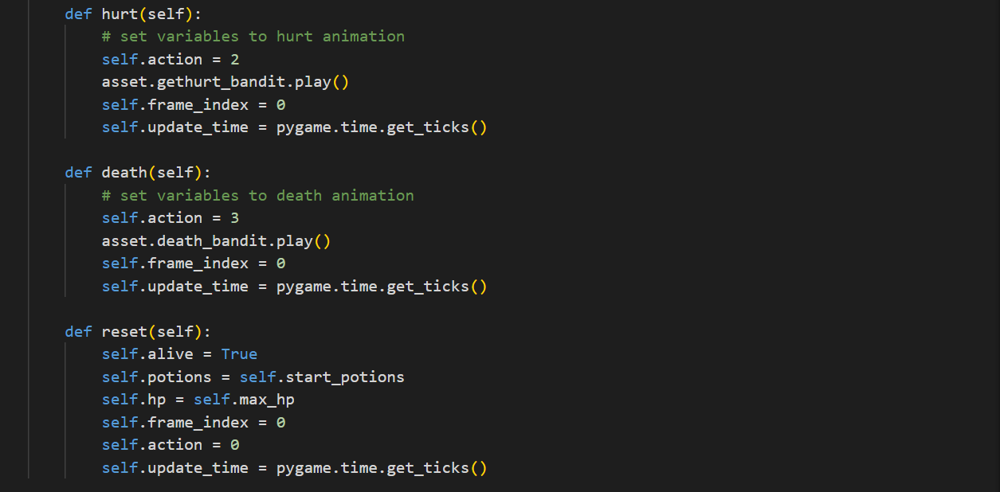 def hurt(self):
    # set variables to hurt animation
    self.action = 2
    asset.gethurt_bandit.play()
    self.frame_index = 0
    self.update_time = pygame.time.get_ticks()

def death(self):
    # set variables to death animation
    self.action = 3
    asset.death_bandit.play()
    self.frame_index = 0
    self.update_time = pygame.time.get_ticks()

def reset(self):
    self.alive = True
    self.potions = self.start_potions
    self.hp = self.max_hp
    self.frame_index = 0
    self.action = 0
    self.update_time = pygame.time.get_ticks()